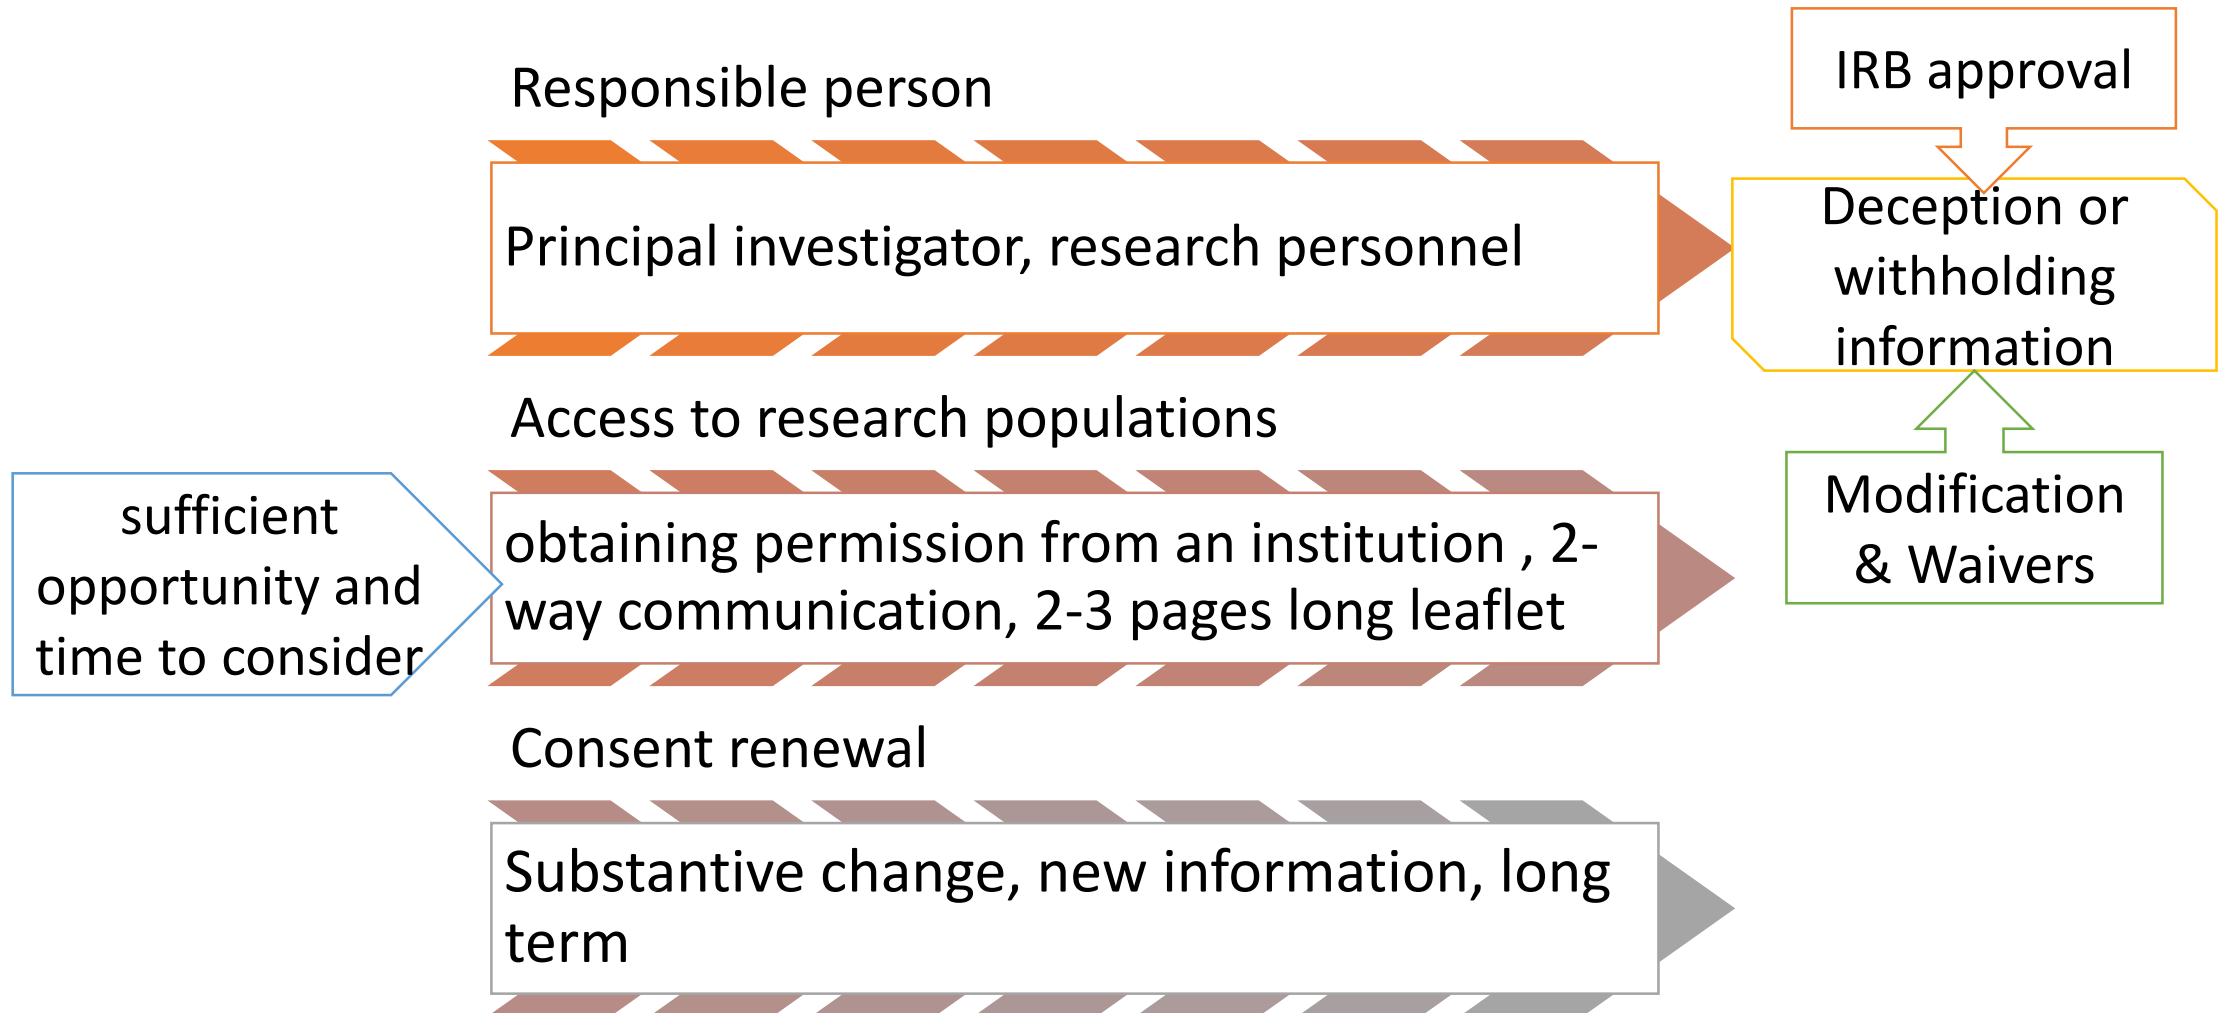 Responsible person
Principal investigator, research personnel
Access to research populations
sufficient
opportunity and
time to consider
obtaining permission from an institution , 2-
way communication, 2-3 pages long leaflet
Consent renewal
Substantive change, new information, long
term
IRB approval
Deception or
withholding
information
Modification
& Waivers